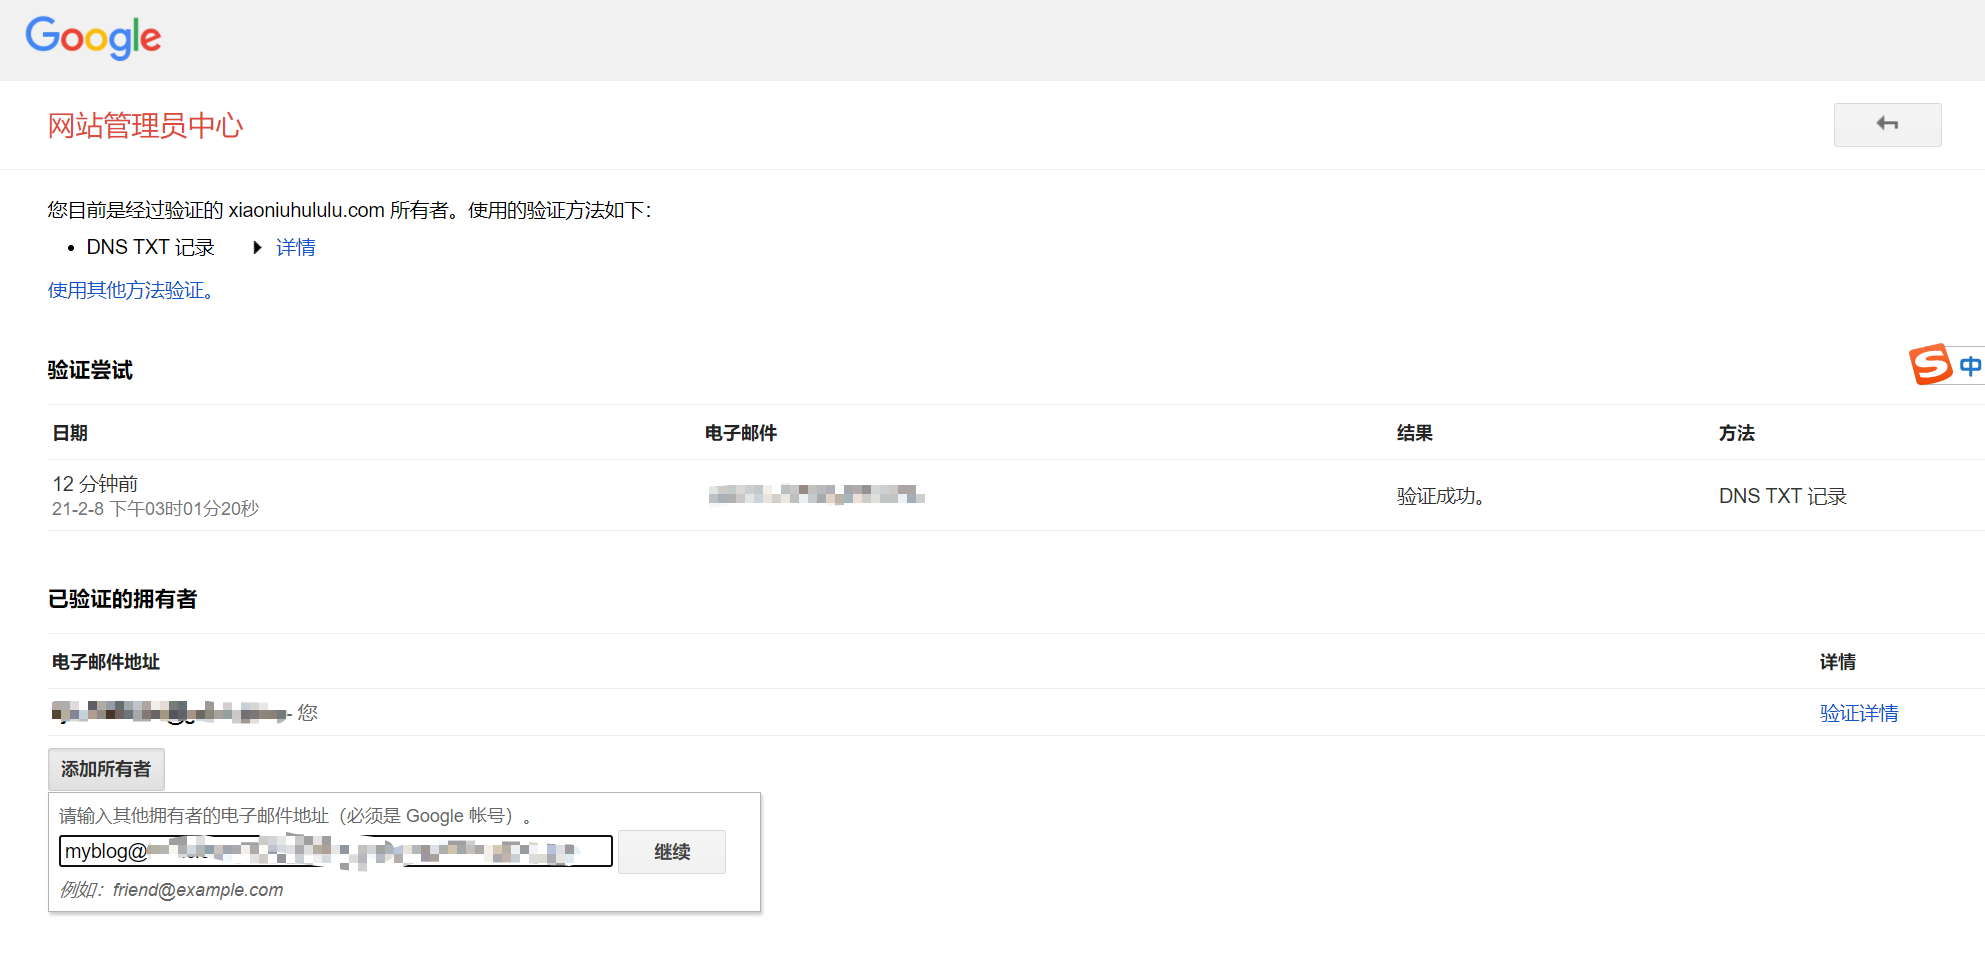 Google
网站管理员中心
您目前是经过验证的 xiaoniuhululu.com 所有者。使用的验证方法如下：
• DNS TXT 记录 详情
使用其他方法验证。
验证尝试
中
日期 电子邮件 结果 方法
12 分钟前
21-2-8 下午03时01分20秒
验证成功。 DNS TXT 记录
已验证的拥有者
电子邮件地址 详情
- 您 验证详情
添加所有者
请输入其他拥有者的电子邮件地址（必须是 Google 帐号）。
myblog@
继续
例如：friend@example.com